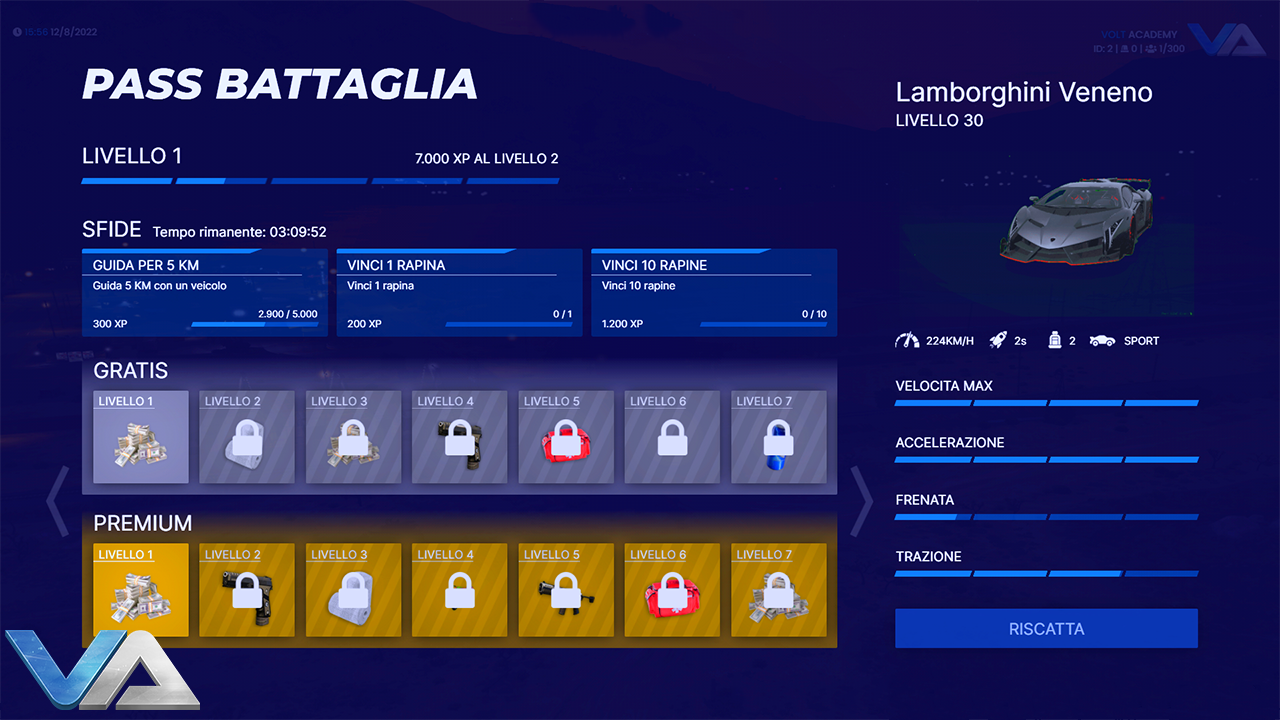 15:56 12/8/2022
VOLT ACADEMY
ID: 2 | 0 | 1/300
VA
PASS BATTAGLIA
LIVELLO 1
7.000 XP AL LIVELLO 2
SFIDE Tempo rimanente: 03:09:52
GUIDA PER 5 KM
Guida 5 KM con un veicolo
2.900 / 5.000
300 XP
VINCI 1 RAPINA
Vinci 1 rapina
0 / 1
200 XP
VINCI 10 RAPINE
Vinci 10 rapine
0 / 10
1.200 XP
GRATIS
LIVELLO 1
LIVELLO 2
LIVELLO 3
LIVELLO 4
LIVELLO 5
LIVELLO 6
LIVELLO 7
PREMIUM
LIVELLO 1
LIVELLO 2
LIVELLO 3
LIVELLO 4
LIVELLO 5
LIVELLO 6
LIVELLO 7
Lamborghini Veneno
LIVELLO 30
224KM/H 2s 2 SPORT
VELOCITA MAX
ACCELERAZIONE
FRENATA
TRAZIONE
RISCATTA
VA